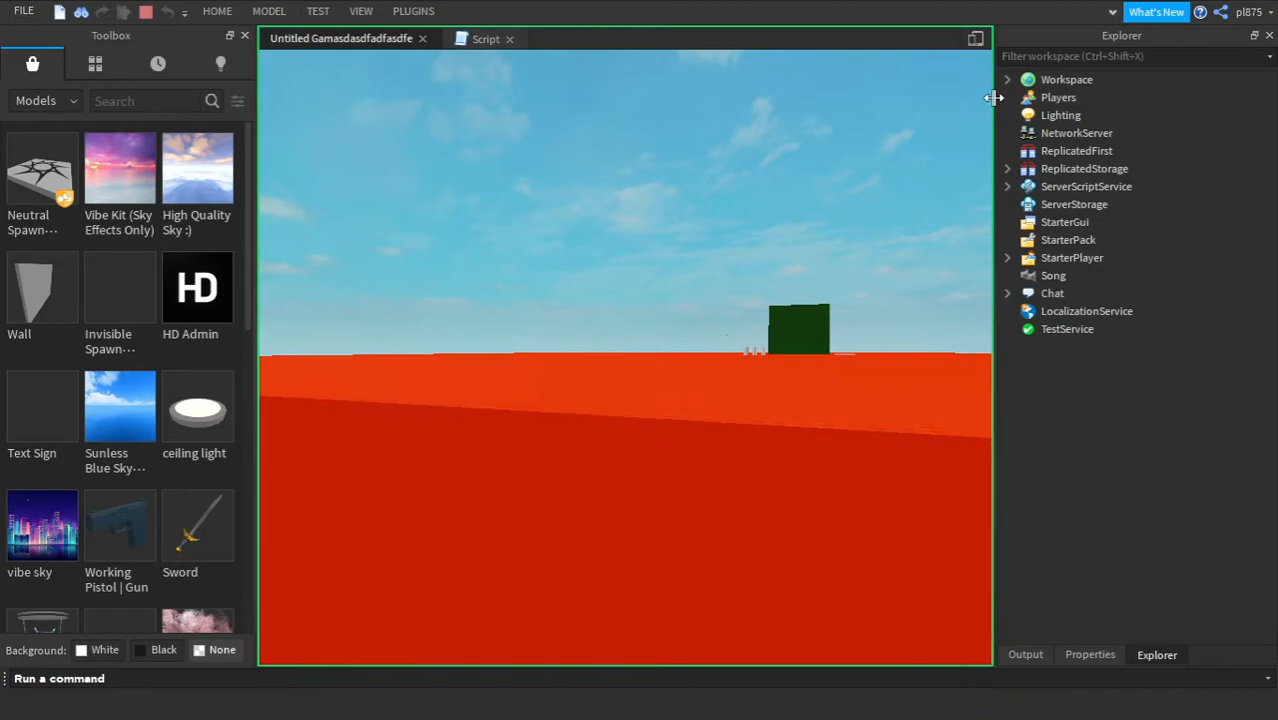 FILE HOME MODEL TEST VIEW PLUGINS What's New pl875
Toolbox
Untitled Gamasdasdfadfasdfe
Script
Explorer
Models Search
Filter workspace (Ctrl+Shift+X)
Neutral
Spawn···
Vibe Kit (Sky
Effects Only)
High Quality
Sky :)
Wall
Invisible
Spawn···
HD
HD Admin
Text Sign
Sunless
Blue Sky···
ceiling light
vibe sky
Working
Pistol | Gun
Sword
Background: White Black None
Workspace
Players
Lighting
NetworkServer
ReplicatedFirst
ReplicatedStorage
ServerScriptService
ServerStorage
StarterGui
StarterPack
StarterPlayer
Song
Chat
LocalizationService
TestService
Output Properties Explorer
Run a command